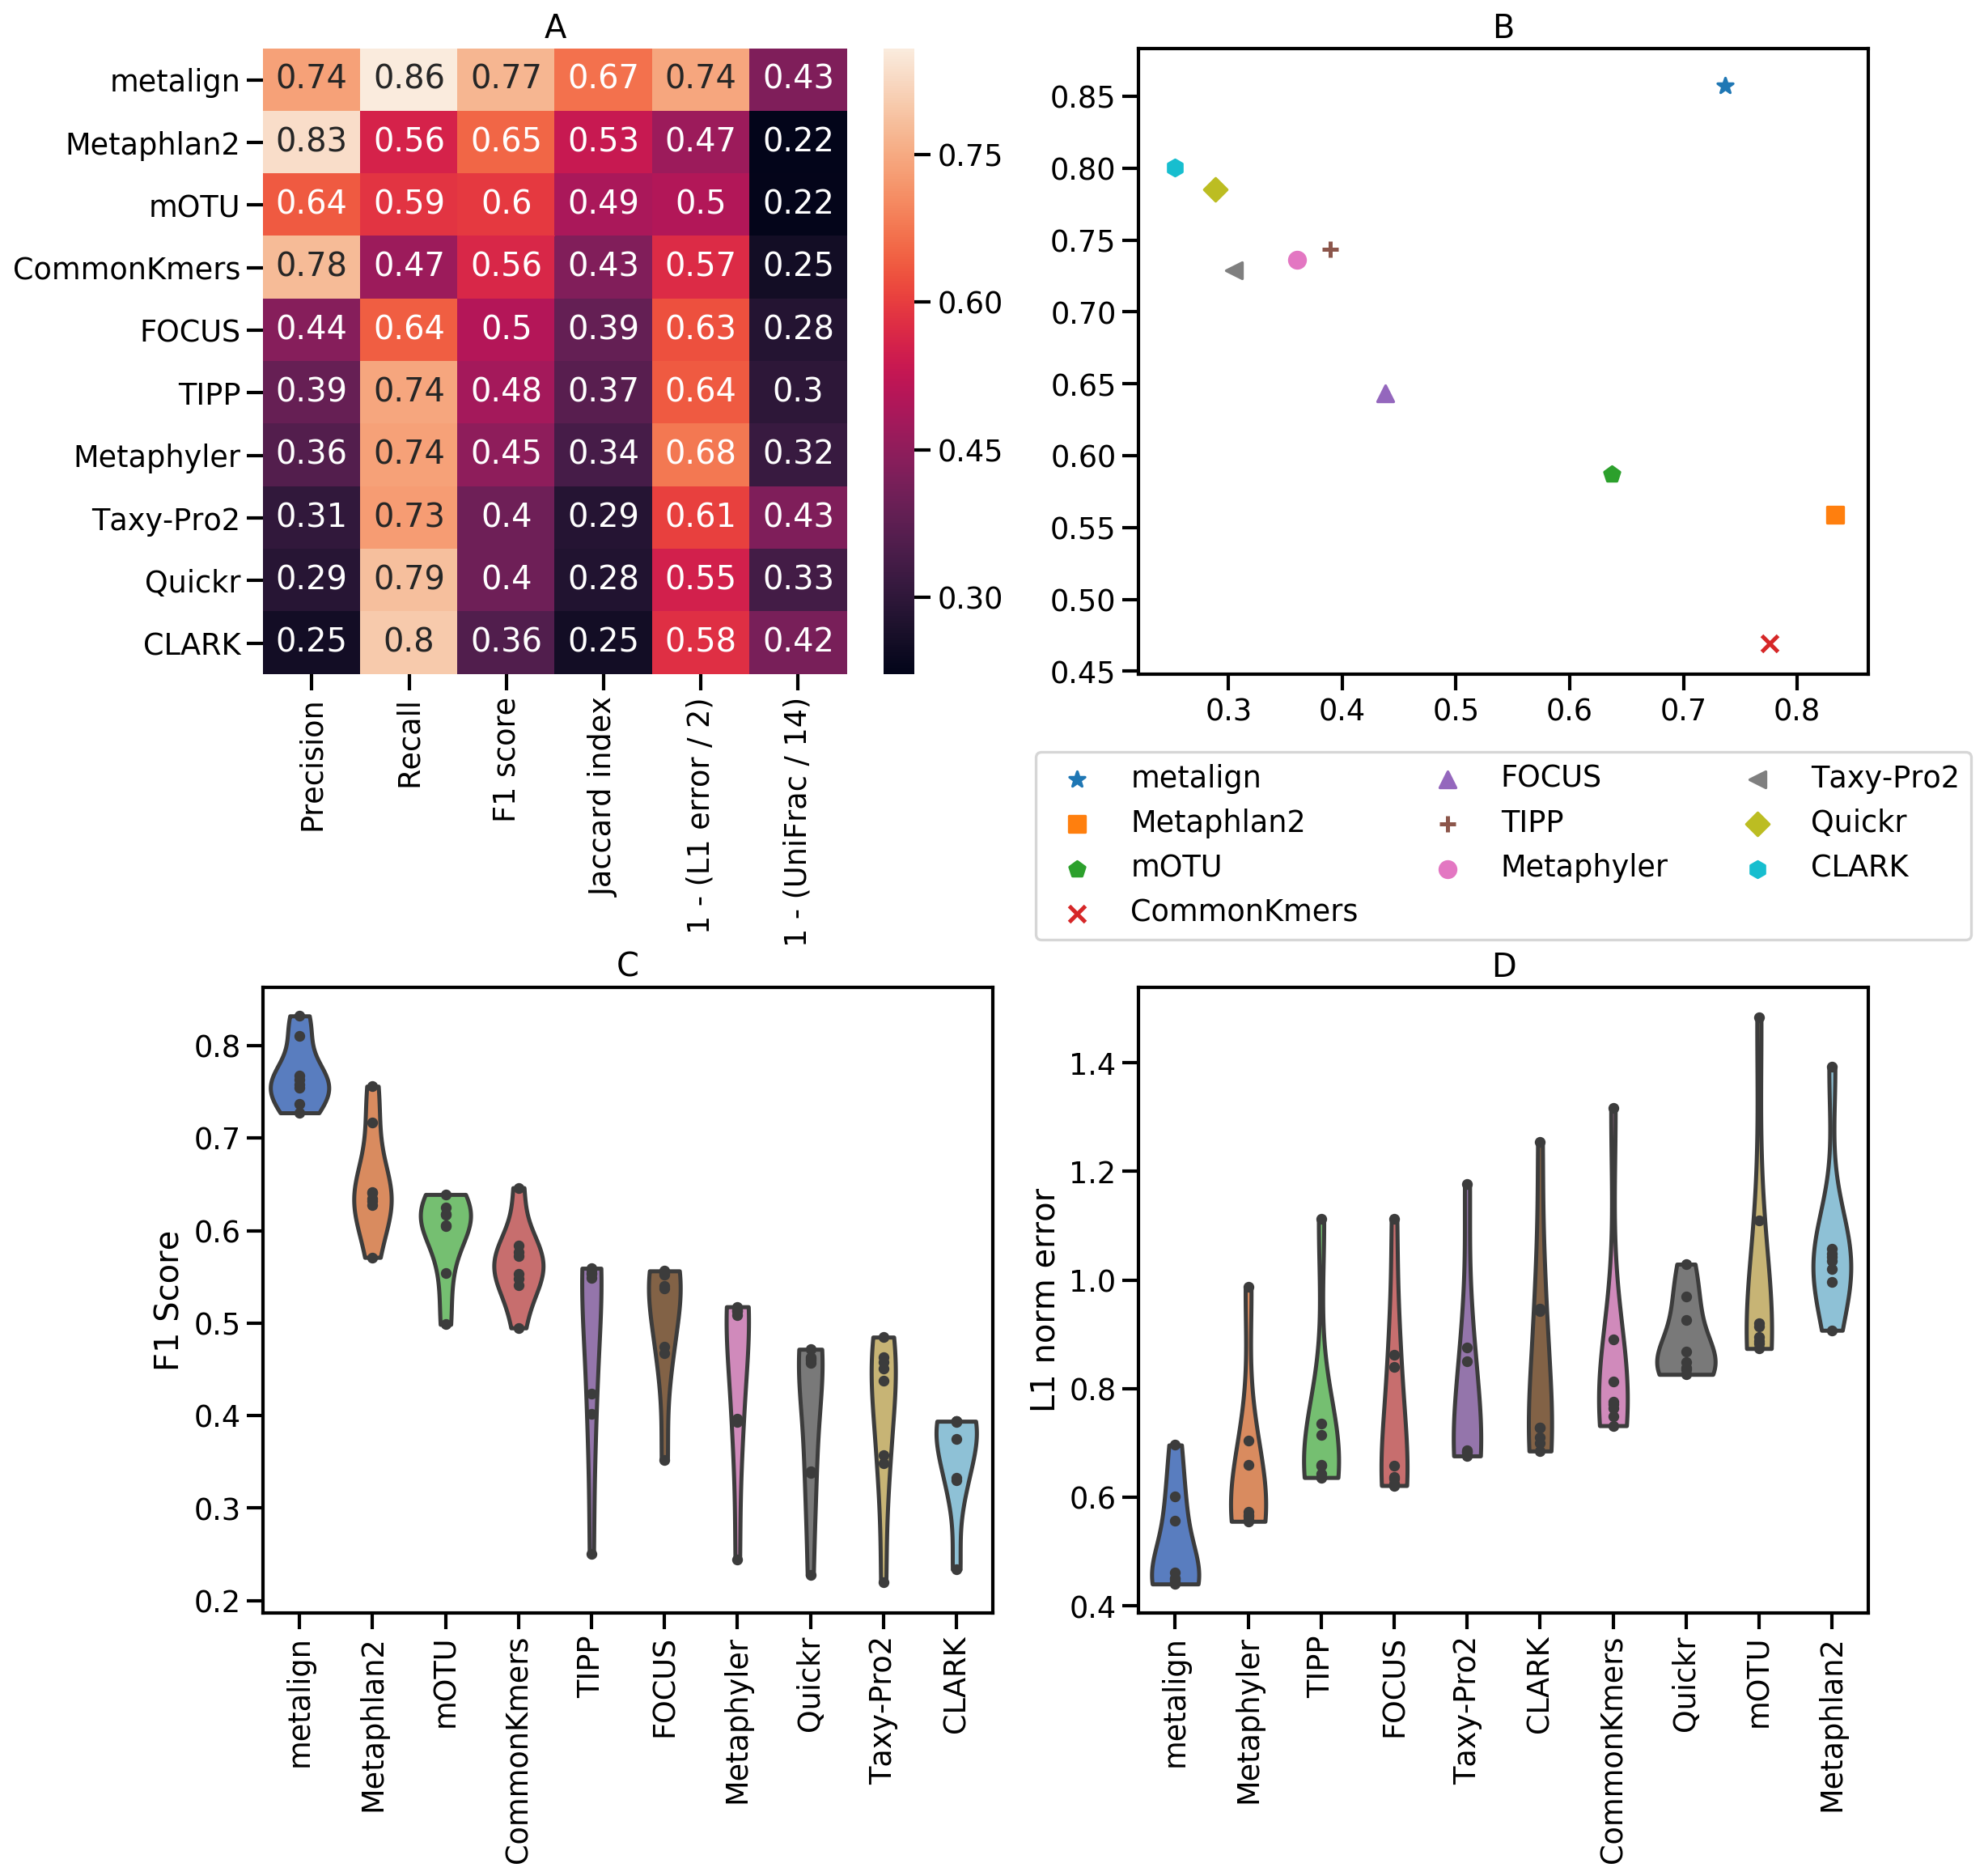 A
metalign 0.74 0.86 0.77 0.67 0.74 0.43
Metaphlan2 0.83 0.56 0.65 0.53 0.47 0.22
mOTU 0.64 0.59 0.6 0.49 0.5 0.22
CommonKmers 0.78 0.47 0.56 0.43 0.57 0.25
FOCUS 0.44 0.64 0.5 0.39 0.63 0.28
TIPP 0.39 0.74 0.48 0.37 0.64 0.3
Metaphyler 0.36 0.74 0.45 0.34 0.68 0.32
Taxy-Pro2 0.31 0.73 0.4 0.29 0.61 0.43
Quickr 0.29 0.79 0.4 0.28 0.55 0.33
CLARK 0.25 0.8 0.36 0.25 0.58 0.42
Precision
Recall
F1 score
Jaccard index
1 - (L1 error / 2)
1 - (UniFrac / 14)
0.75
0.60
0.45
0.30
B
0.85
0.80
0.75
0.70
0.65
0.60
0.55
0.50
0.45
0.3 0.4 0.5 0.6 0.7 0.8
metalign
Metaphlan2
mOTU
CommonKmers
FOCUS
TIPP
Metaphyler
Taxy-Pro2
Quickr
CLARK
C
F1 Score
0.8
0.7
0.6
0.5
0.4
0.3
0.2
metalign
Metaphlan2
mOTU
CommonKmers
TIPP
FOCUS
Metaphyler
Quickr
Taxy-Pro2
CLARK
D
L1 norm error
1.4
1.2
1.0
0.8
0.6
0.4
metalign
Metaphyler
TIPP
FOCUS
Taxy-Pro2
CLARK
CommonKmers
Quickr
mOTU
Metaphlan2